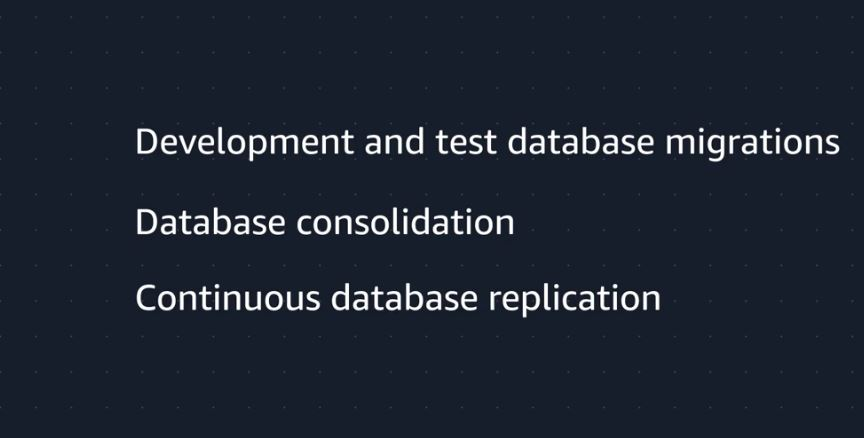 Development and test database migrations
Database consolidation
Continuous database replication